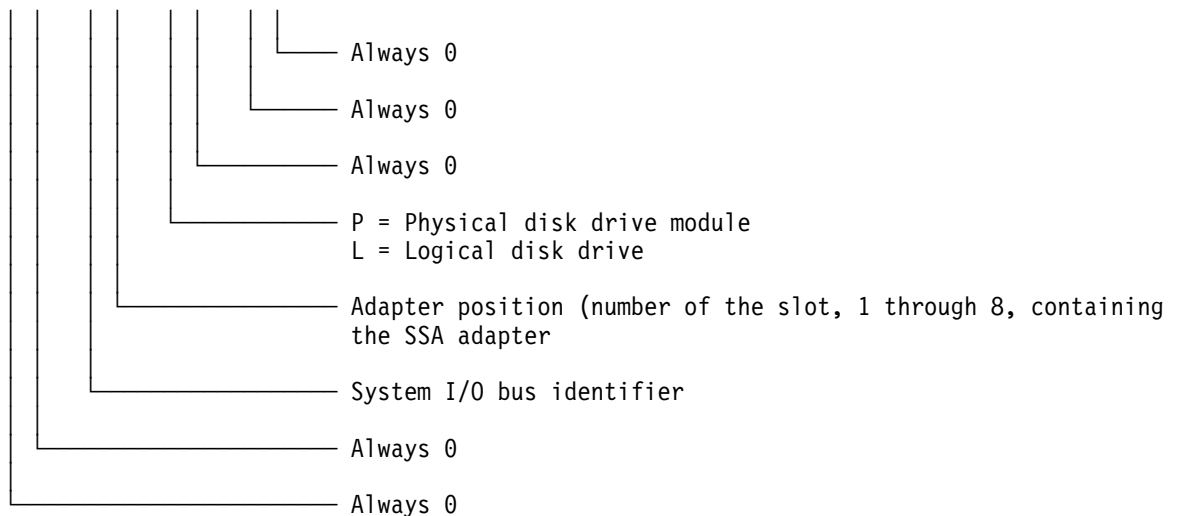 Always 0
Always 0
Always 0
P = Physical disk drive module
L = Logical disk drive
Adapter position (number of the slot, 1 through 8, containing
the SSA adapter
System I/O bus identifier
Always 0
Always 0